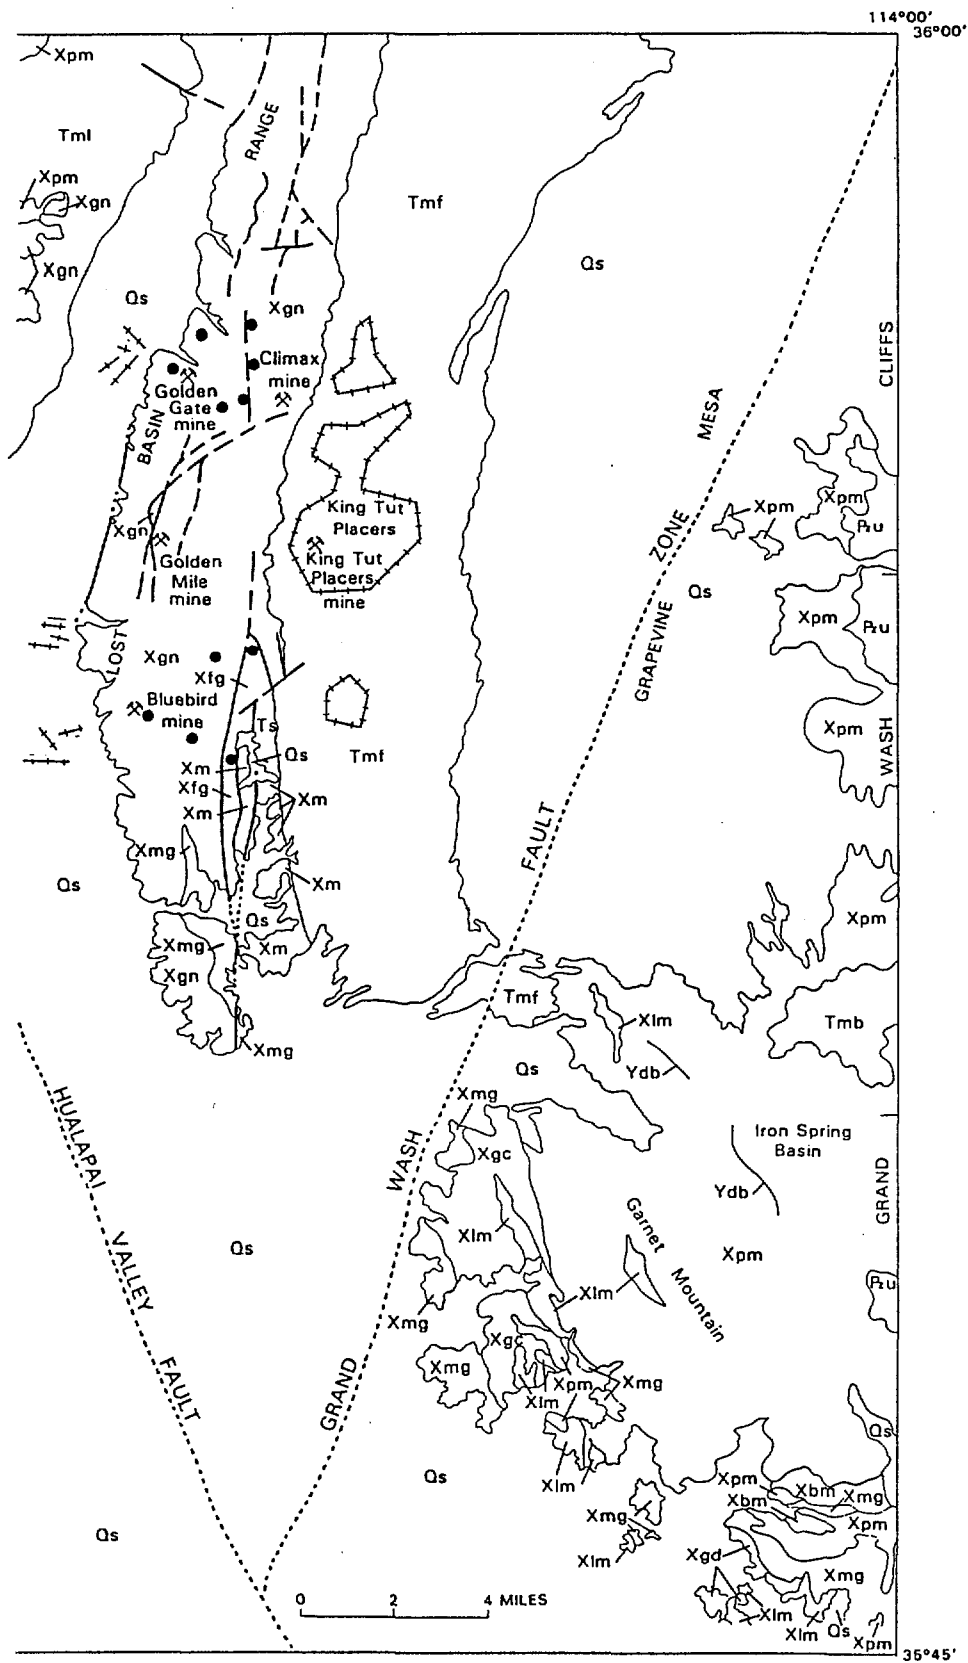 114°00'
36°00'
Xpm
RANGE
Tml
Xpm
Xgn
Tmf
Xgn
Qs
Qs
Xgn
CLIFFS
Climax
mine
Golden
Gate
mine
BASIN
MESA
Xpm
Xpm
King Tut
Placers
P₂u
Xgn
ZONE
King Tut
Placers
mine
Golden
Mile
mine
Qs
Xpm
P₂u
GRAPEVINE
LOST
Xgn
Xfg
Bluebird
mine
Ts
Xpm
WASH
Qs
Tmf
Xm
Xfg
Xm
Xm
FAULT
Xmg
Qs
Xm
Qs
Xpm
Xmg
Xm
Xgn
Tmf
Xlm
Tmb
Xmg
Qs
Ydb
HUALAPAI
Xmg
Iron Spring
Basin
WASH
Xgc
Ydb
GRAND
Garnet
Mountain
Xlm
Qs
Xpm
VALLEY
Xlm
P₂u
Xmg
Xgc
FAULT
GRAND
Xmg
Xpm
Xmg
Xlm
Qs
Qs
Xlm
Xpm
Xbm
Xmg
Xbm
Xmg
Xpm
Qs
Xlm
Xgd
Xmg
Xlm
Xlm
Qs
Xpm
0 2 4 MILES
35°45'